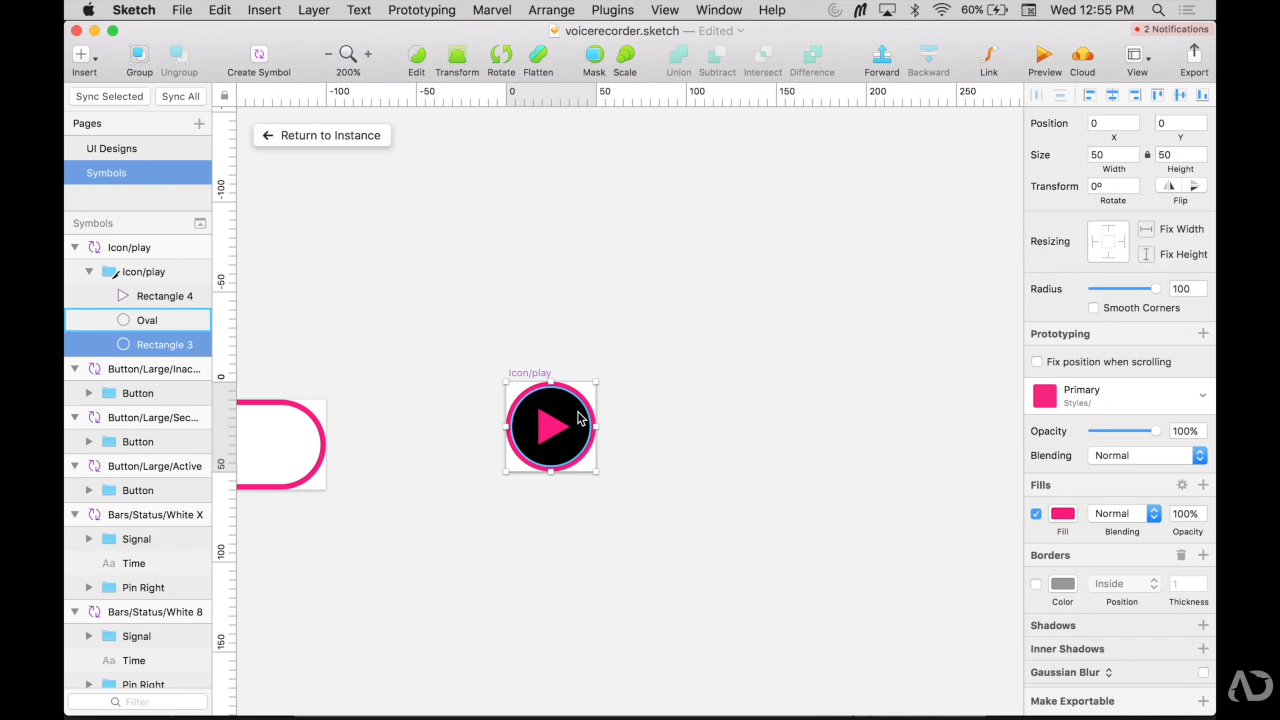 Sketch File Edit Insert Layer Text Prototyping Marvel Arrange Plugins View Window Help 60% Wed 12:55 PM
voicerecorder.sketch — Edited
2 Notifications
Insert Group Ungroup Create Symbol 200% Edit Transform Rotate Flatten Mask Scale Union Subtract Intersect Difference Forward Backward Link Preview Cloud View Export
Sync Selected Sync All
-100 -50 0 50 100 150 200 250
Pages
UI Designs
Symbols
Symbols
Icon/play
Icon/play
Rectangle 4
Oval
Rectangle 3
Button/Large/Inac...
Button
Button/Large/Sec...
Button
Button/Large/Active
Button
Bars/Status/White X
Signal
Time
Pin Right
Bars/Status/White 8
Signal
Time
Pin Right
Filter
-100
-50
0
50
100
150
Return to Instance
Icon/play
Position 0 0
X Y
Size 50 50
Width Height
Transform 0º
Rotate Flip
Resizing Fix Width
Fix Height
Radius 100
Smooth Corners
Prototyping
Fix position when scrolling
Primary
Styles/
Opacity 100%
Blending Normal
Fills
Normal 100%
Fill Blending Opacity
Borders
Inside 1
Color Position Thickness
Shadows
Inner Shadows
Gaussian Blur
Make Exportable